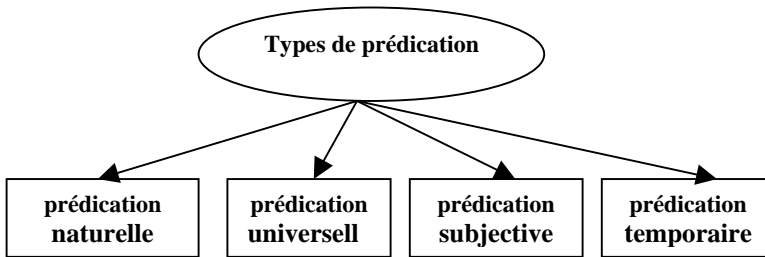 Types de prédication
prédication
naturelle
prédication
universell
prédication
subjective
prédication
temporaire